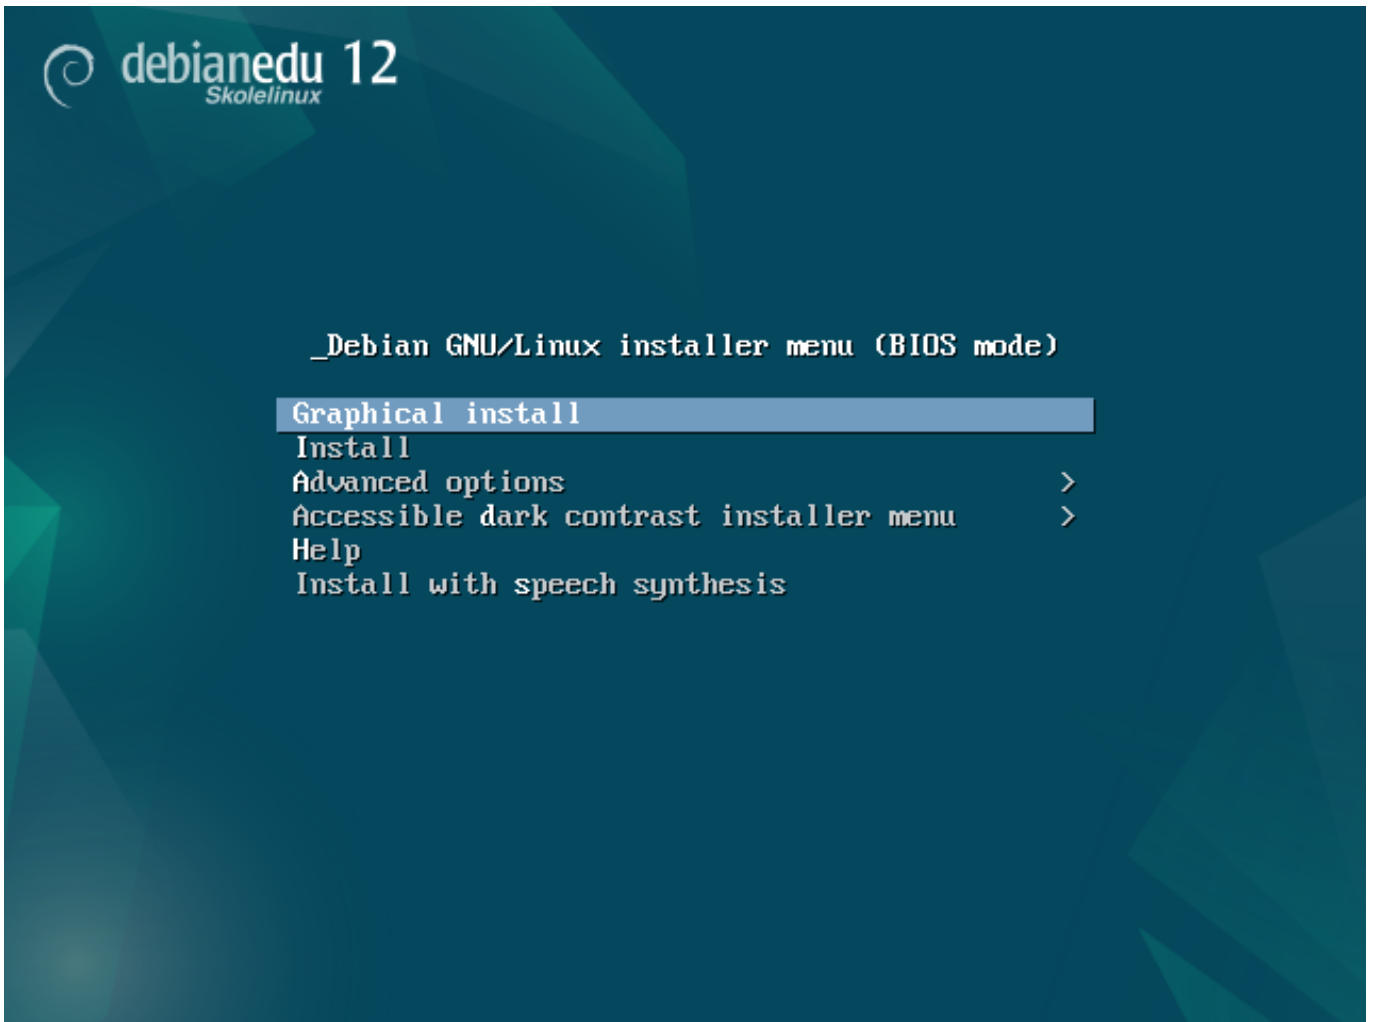 debianedu 12
Skolelinux
_Debian GNU/Linux installer menu (BIOS mode)
Graphical install
Install
Advanced options >
Accessible dark contrast installer menu >
Help
Install with speech synthesis